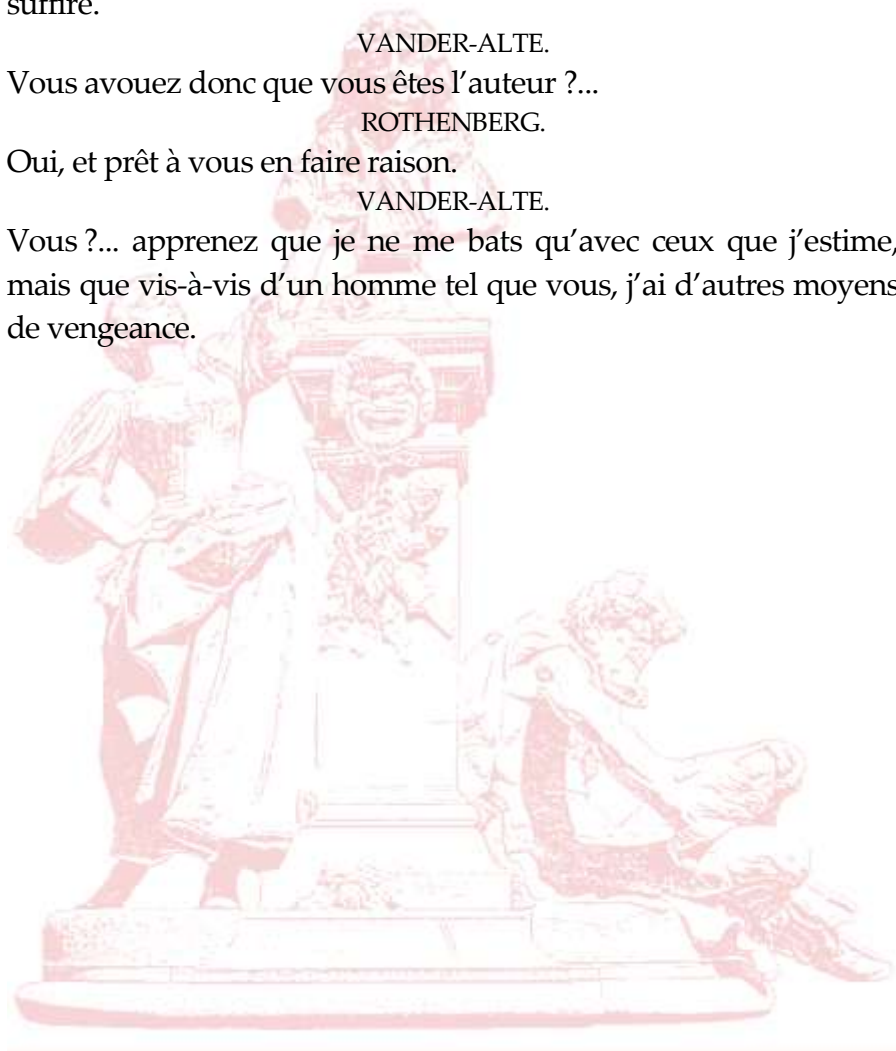 suffire.
VANDER-ALTE.
Vous avouez donc que vous êtes l’auteur ?...
ROTHENBERG.
Oui, et prêt à vous en faire raison.
VANDER-ALTE.
Vous ?... apprenez que je ne me bats qu’avec ceux que j’estime,
mais que vis-à-vis d’un homme tel que vous, j’ai d’autres moyens
de vengeance.